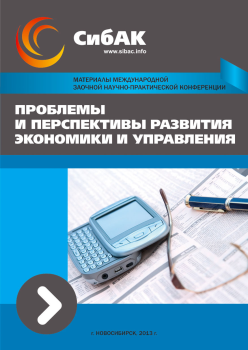 СибАК
www.sibac.info
МАТЕРИАЛЫ МЕЖДУНАРОДНОЙ
ЗАОЧНОЙ НАУЧНО-ПРАКТИЧЕСКОЙ КОНФЕРЕНЦИИ
ПРОБЛЕМЫ
И ПЕРСПЕКТИВЫ РАЗВИТИЯ
ЭКОНОМИКИ И УПРАВЛЕНИЯ
г. НОВОСИБИРСК, 2013 г.